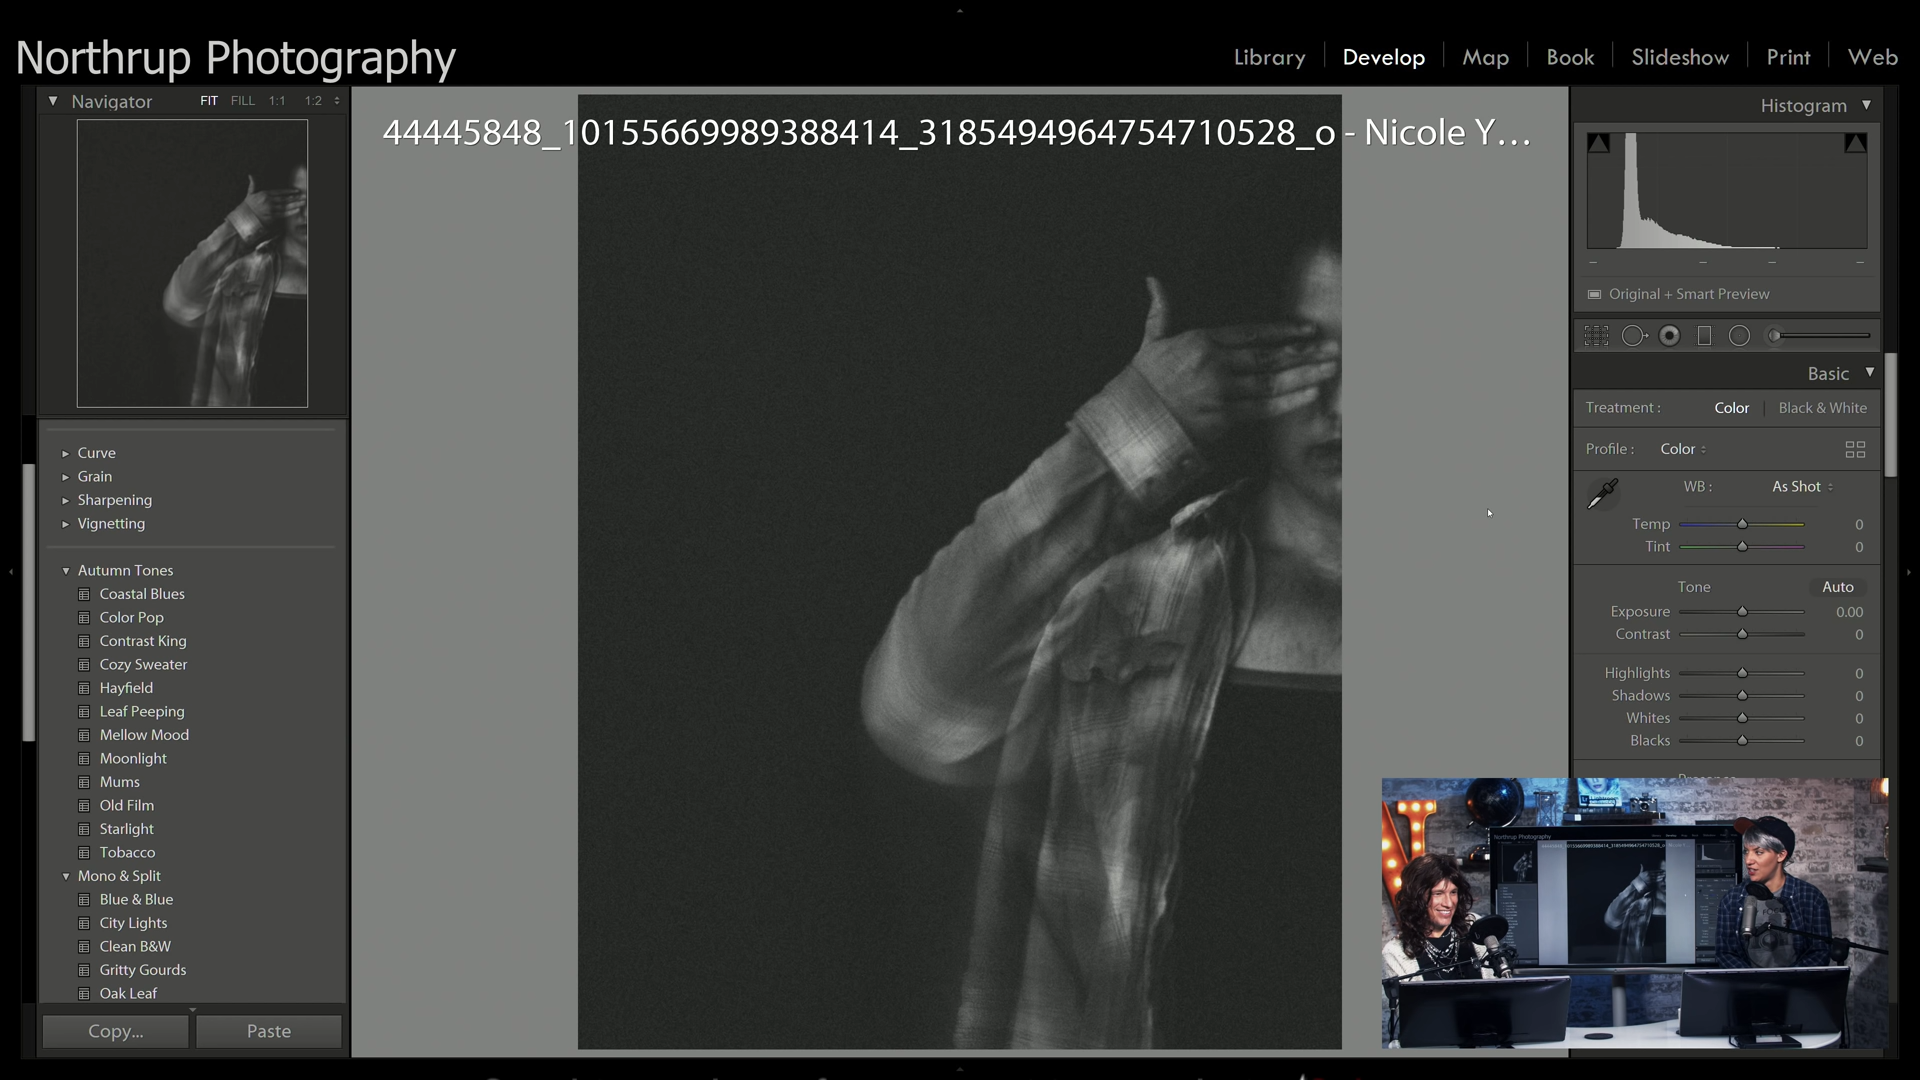 Northrup Photography
Library
Develop
Map
Book
Slideshow
Print
Web
Navigator
FIT
FILL
1:1
1:2
Curve
Grain
Sharpening
Vignetting
Autumn Tones
Coastal Blues
Color Pop
Contrast King
Cozy Sweater
Hayfield
Leaf Peeping
Mellow Mood
Moonlight
Mums
Old Film
Starlight
Tobacco
Mono & Split
Blue & Blue
City Lights
Clean B&W
Gritty Gourds
Oak Leaf
Copy...
Paste
44445848_10155669989388414_3185494964754710528_o - Nicole Y...
Histogram
Original + Smart Preview
Basic
Treatment : Color Black & White
Profile : Color
WB : As Shot
Temp 0
Tint 0
Tone Auto
Exposure 0.00
Contrast 0
Highlights 0
Shadows 0
Whites 0
Blacks 0
Northrup Photography